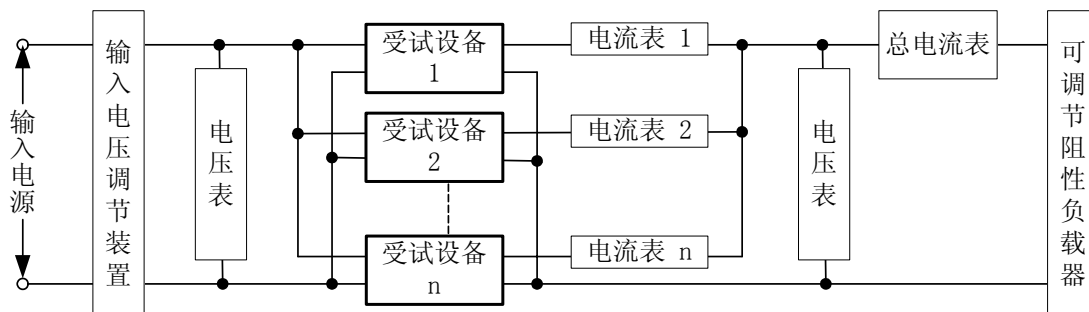 输入电源
输入电压调节装置
电压表
受试设备
1
受试设备
2
受试设备
n
电流表 1
电流表 2
电流表 n
电压表
总电流表
可调节阻性负载器